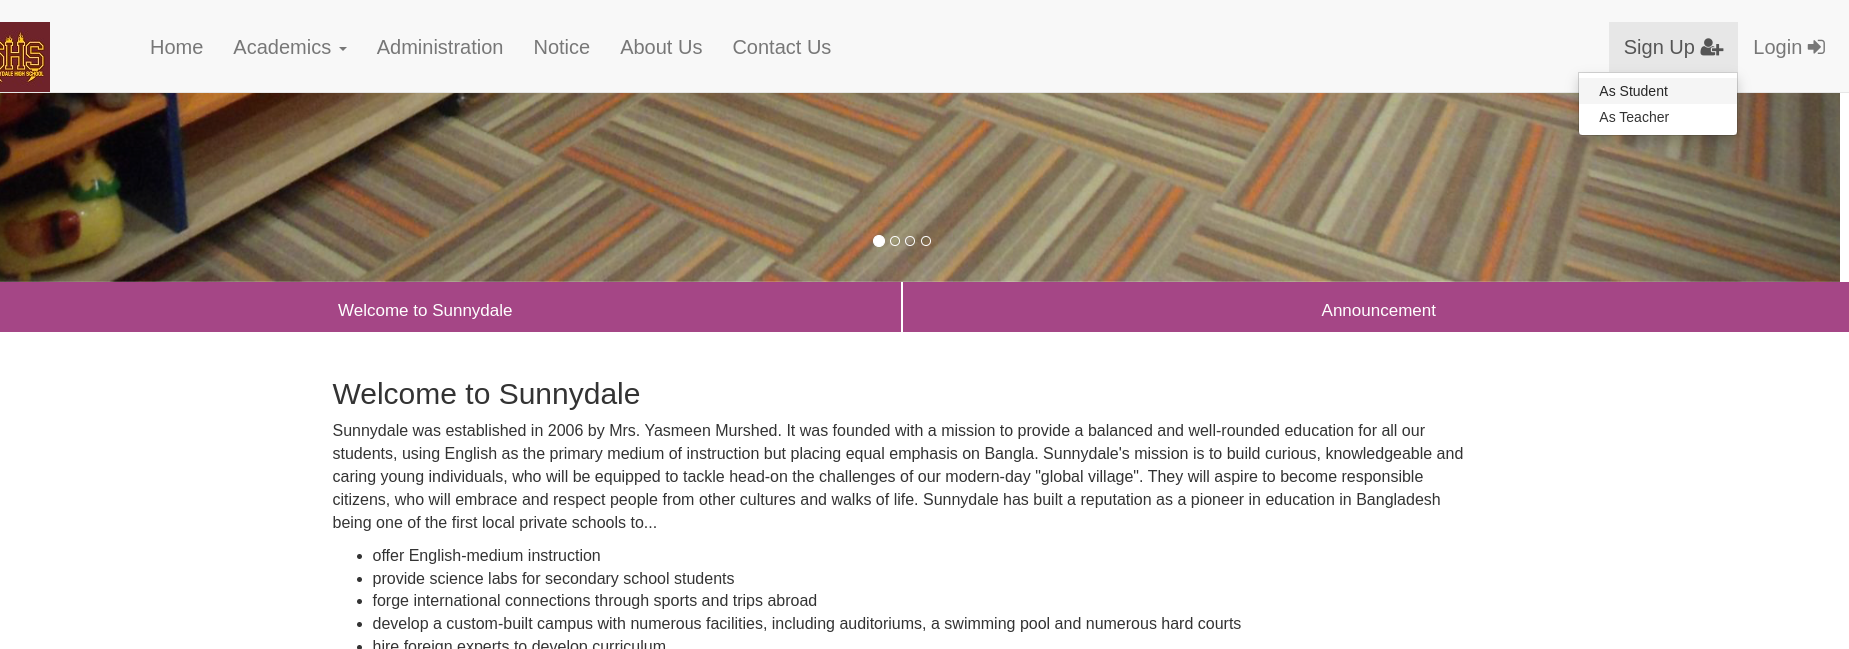 SHS
Home Academics Administration Notice About Us Contact Us Sign Up Login
As Student
As Teacher
Welcome to Sunnydale Announcement
Welcome to Sunnydale
Sunnydale was established in 2006 by Mrs. Yasmeen Murshed. It was founded with a mission to provide a balanced and well-rounded education for all our
students, using English as the primary medium of instruction but placing equal emphasis on Bangla. Sunnydale's mission is to build curious, knowledgeable and
caring young individuals, who will be equipped to tackle head-on the challenges of our modern-day "global village". They will aspire to become responsible
citizens, who will embrace and respect people from other cultures and walks of life. Sunnydale has built a reputation as a pioneer in education in Bangladesh
being one of the first local private schools to...
• offer English-medium instruction
• provide science labs for secondary school students
• forge international connections through sports and trips abroad
• develop a custom-built campus with numerous facilities, including auditoriums, a swimming pool and numerous hard courts
• hire foreign experts to develop curriculum